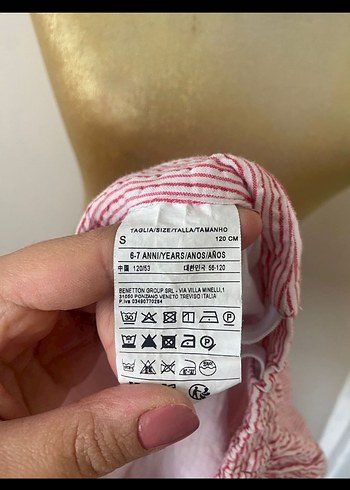 TAGLIA/SIZE/TALLA/TAMANHO
S 120 CM
6-7 ANNI/YEARS/ANOS/AÑOS
中国 120/53 대한민국 56-120
BENETTON GROUP SRL - VIA VILLA MINELLI,1
31050 PONZANO VENETO TREVISO ITALIA
P.iva 03490770264